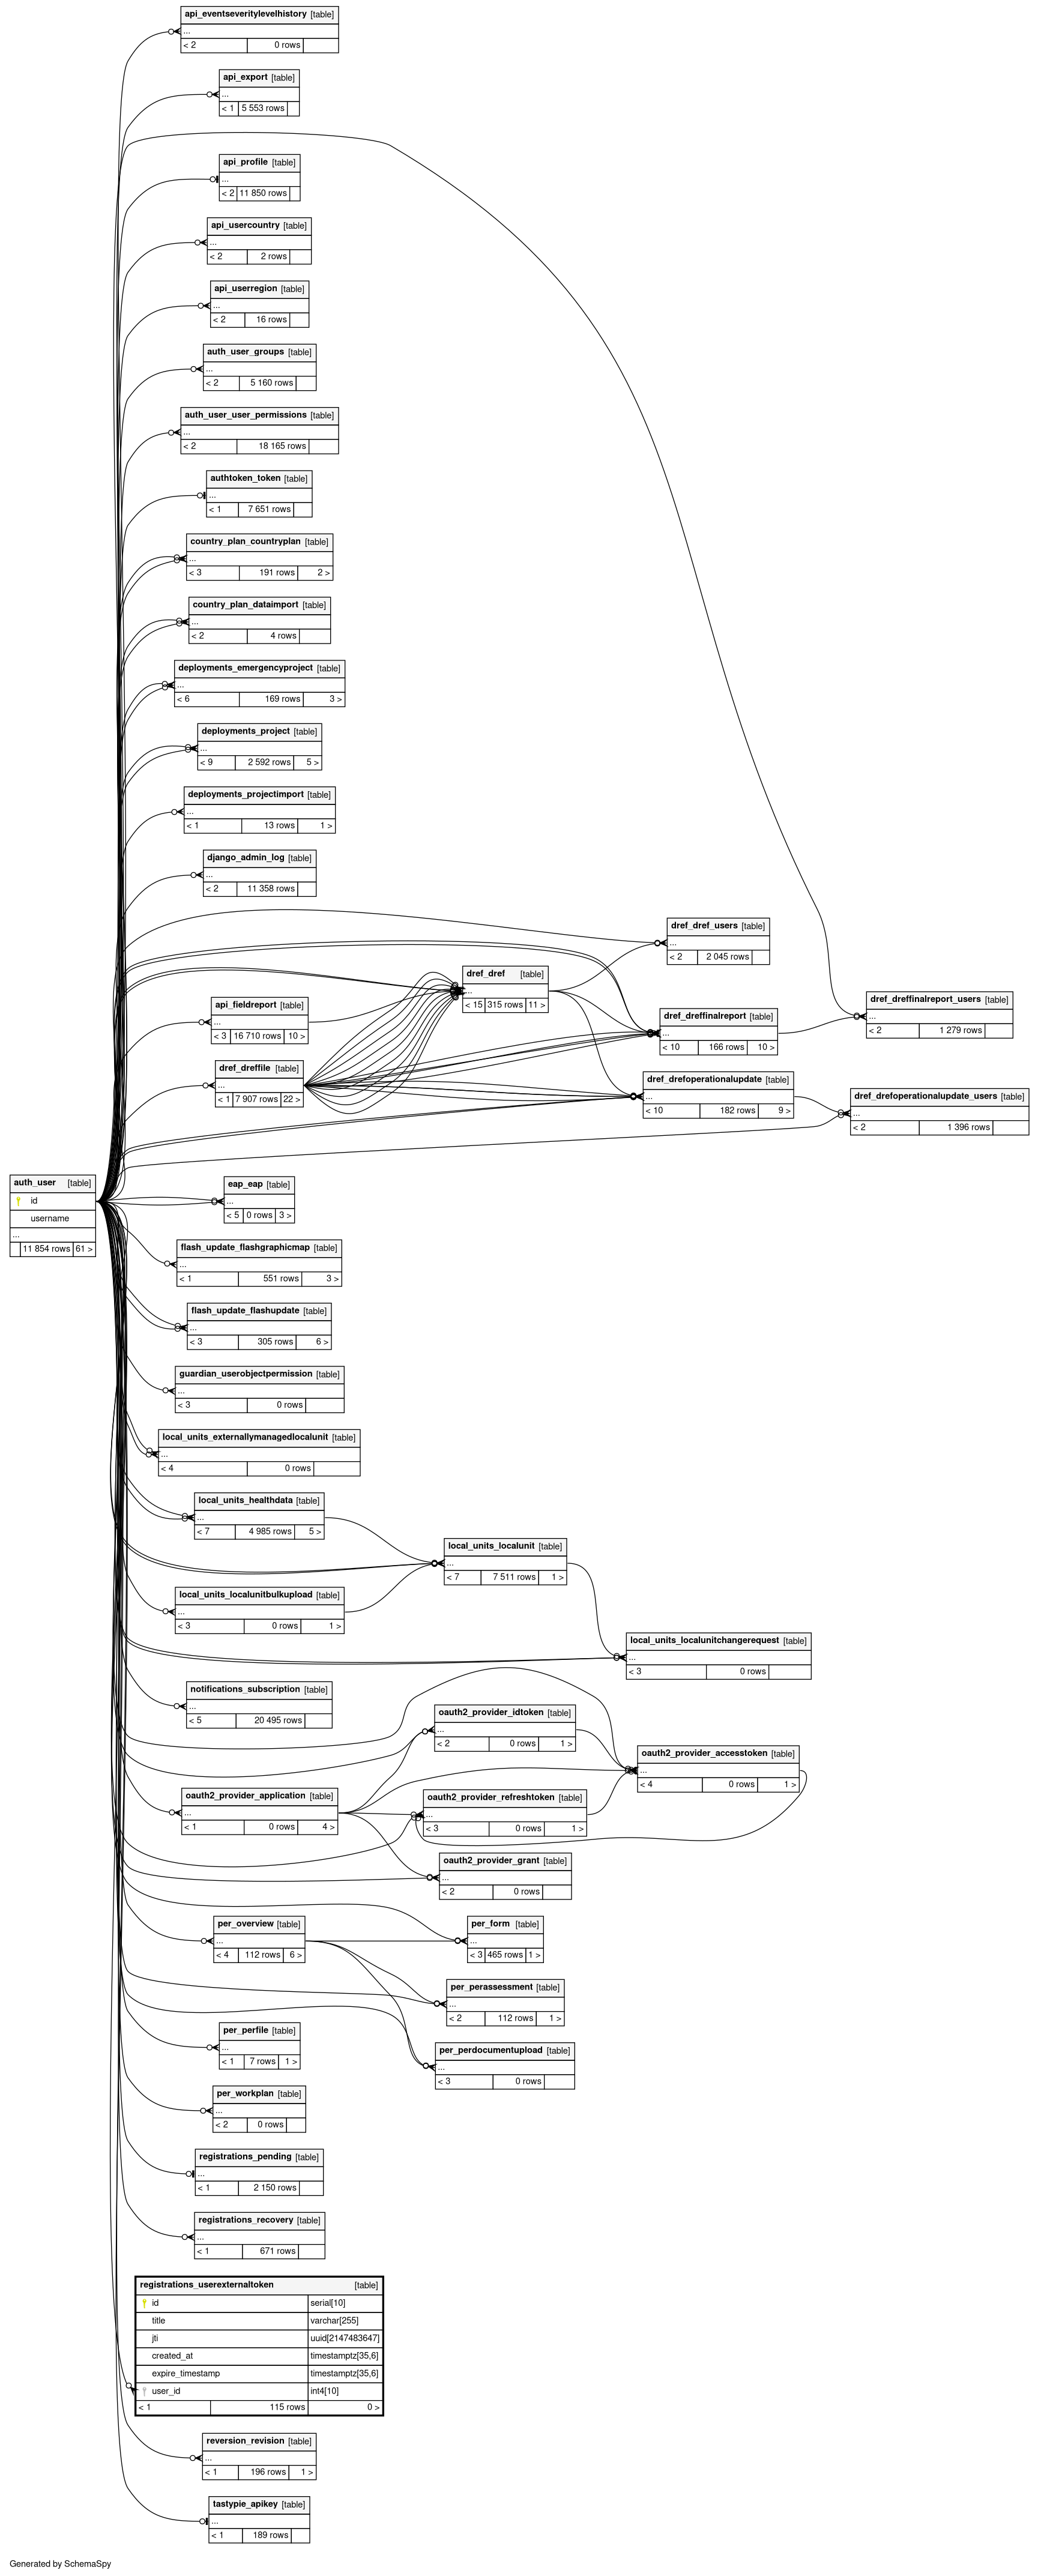 api_eventseveritylevelhistory [table]
...
< 2 0 rows
api_export [table]
...
< 1 5 553 rows
api_profile [table]
...
< 2 11 850 rows
api_usercountry [table]
...
< 2 2 rows
api_userregion [table]
...
< 2 16 rows
auth_user_groups [table]
...
< 2 5 160 rows
auth_user_user_permissions [table]
...
< 2 18 165 rows
authtoken_token [table]
...
< 1 7 651 rows
country_plan_countryplan [table]
...
< 3 191 rows 2 >
country_plan_dataimport [table]
...
< 2 4 rows
deployments_emergencyproject [table]
...
< 6 169 rows 3 >
deployments_project [table]
...
< 9 2 592 rows 5 >
deployments_projectimport [table]
...
< 1 13 rows 1 >
django_admin_log [table]
...
< 2 11 358 rows
dref_dref_users [table]
...
< 2 2 045 rows
dref_dref [table]
...
< 15 315 rows 11 >
dref_dreffinalreport_users [table]
...
< 2 1 279 rows
api_fieldreport [table]
...
< 3 16 710 rows 10 >
dref_dreffinalreport [table]
...
< 10 166 rows 10 >
dref_dreffile [table]
...
< 1 7 907 rows 22 >
dref_drefoperationalupdate [table]
...
< 10 182 rows 9 >
dref_drefoperationalupdate_users [table]
...
< 2 1 396 rows
auth_user [table]
id
username
...
11 854 rows 61 >
eap_eap [table]
...
< 5 0 rows 3 >
flash_update_flashgraphicmap [table]
...
< 1 551 rows 3 >
flash_update_flashupdate [table]
...
< 3 305 rows 6 >
guardian_userobjectpermission [table]
...
< 3 0 rows
local_units_externallymanagedlocalunit [table]
...
< 4 0 rows
local_units_healthdata [table]
...
< 7 4 985 rows 5 >
local_units_localunit [table]
...
< 7 7 511 rows 1 >
local_units_localunitbulkupload [table]
...
< 3 0 rows 1 >
local_units_localunitchangerequest [table]
...
< 3 0 rows
notifications_subscription [table]
...
< 5 20 495 rows
oauth2_provider_idtoken [table]
...
< 2 0 rows 1 >
oauth2_provider_accesstoken [table]
...
< 4 0 rows 1 >
oauth2_provider_application [table]
...
< 1 0 rows 4 >
oauth2_provider_refreshtoken [table]
...
< 3 0 rows 1 >
oauth2_provider_grant [table]
...
< 2 0 rows
per_overview [table]
...
< 4 112 rows 6 >
per_form [table]
...
< 3 465 rows 1 >
per_perassessment [table]
...
< 2 112 rows 1 >
per_perfile [table]
...
< 1 7 rows 1 >
per_perdocumentupload [table]
...
< 3 0 rows
per_workplan [table]
...
< 2 0 rows
registrations_pending [table]
...
< 1 2 150 rows
registrations_recovery [table]
...
< 1 671 rows
registrations_userexternaltoken [table]
id serial[10]
title varchar[255]
jti uuid[2147483647]
created_at timestamptz[35,6]
expire_timestamp timestamptz[35,6]
user_id int4[10]
< 1 115 rows 0 >
reversion_revision [table]
...
< 1 196 rows 1 >
tastypie_apikey [table]
...
< 1 189 rows
Generated by SchemaSpy